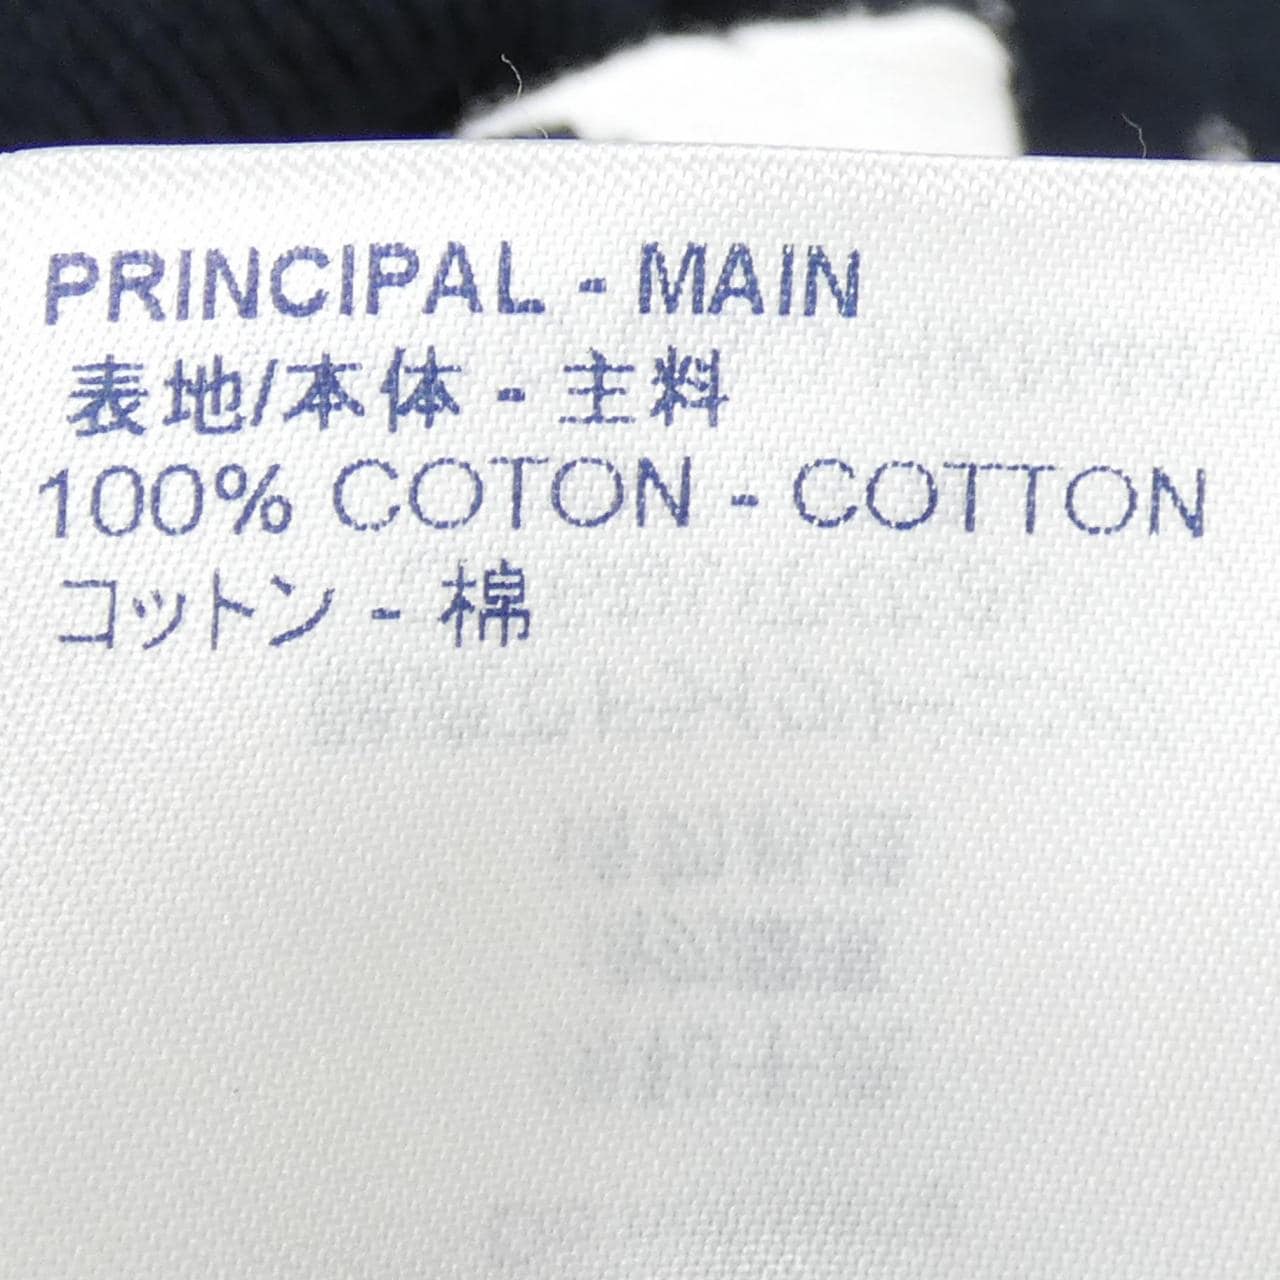 PRINCIPAL - MAIN
表地/本体 - 主料
100% COTON - COTTON
コットン - 棉